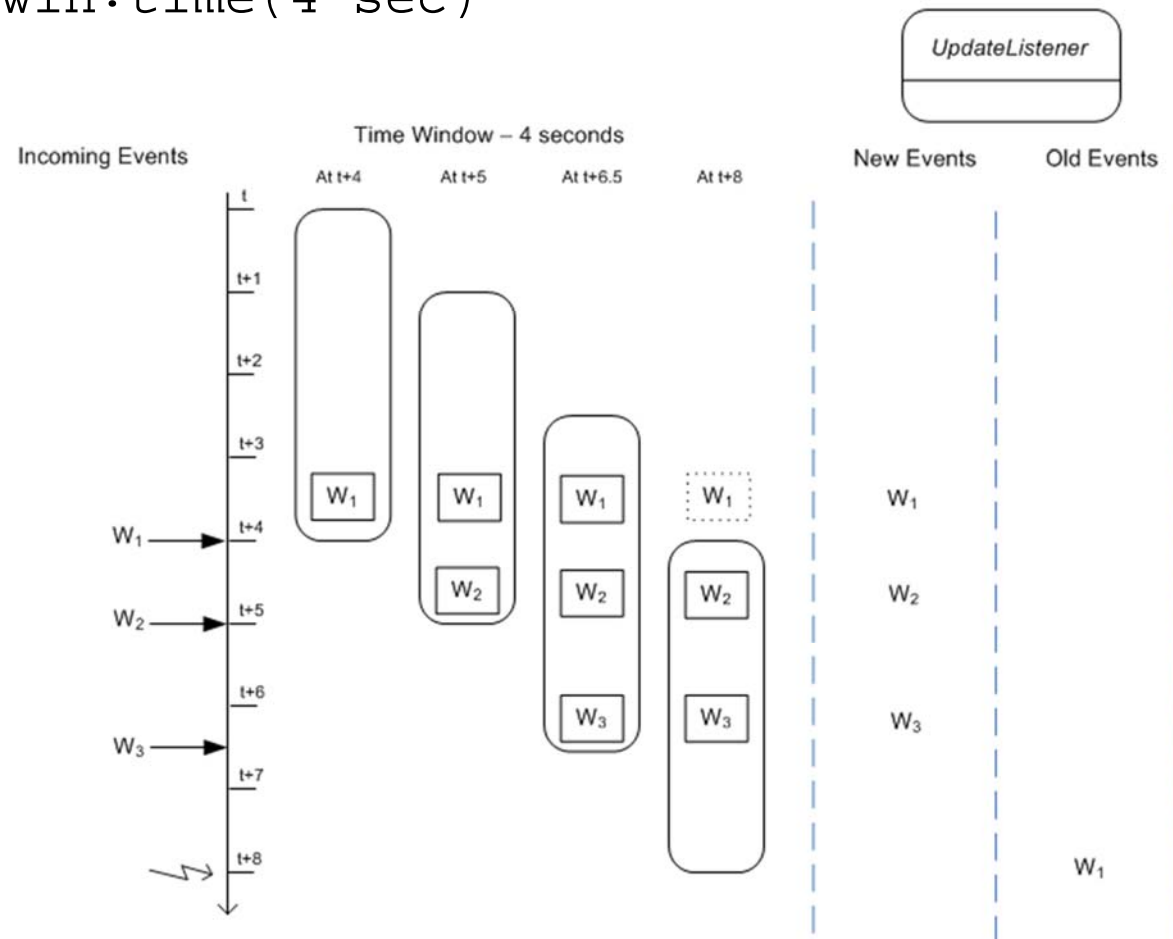 win:time(4 sec)
UpdateListener
Time Window – 4 seconds
Incoming Events
New Events
Old Events
At t+4
At t+5
At t+6.5
At t+8
t
t+1
t+2
t+3
W1
W1
W1
W1
W1
t+4
W1
W2
W2
W2
W2
t+5
W2
t+6
W3
W3
W3
W3
t+7
t+8
W1